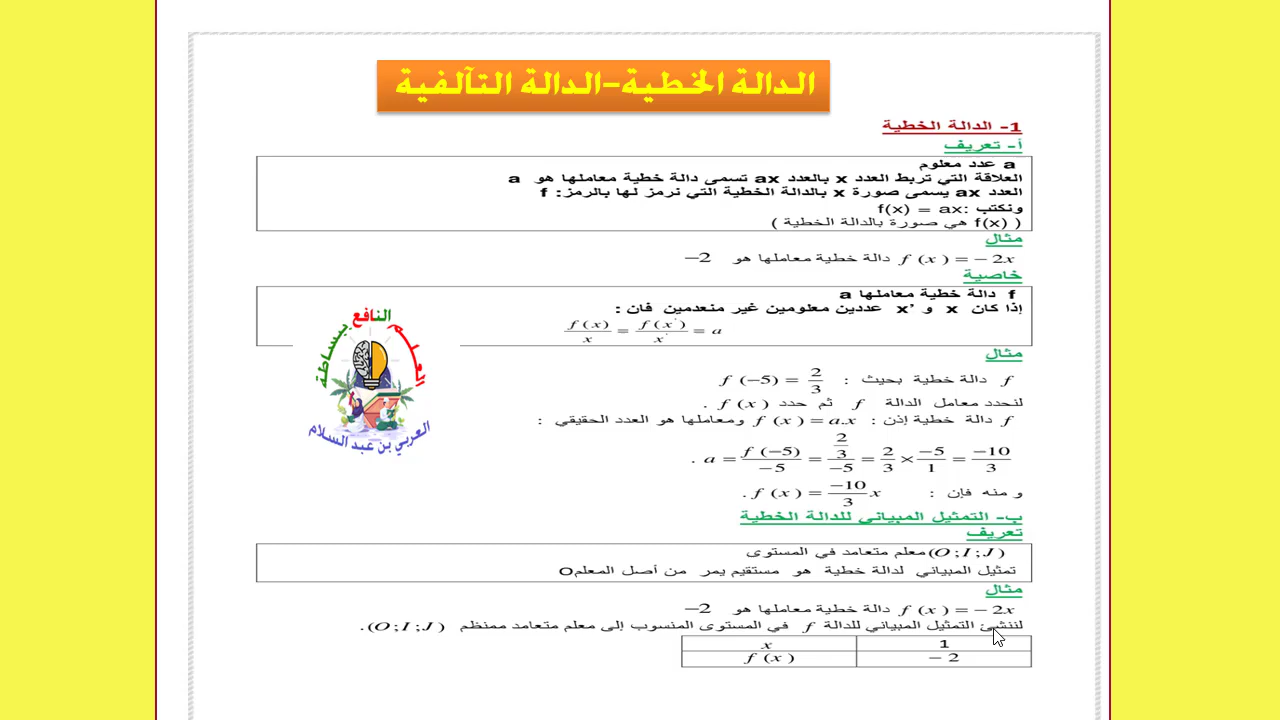 الدالة الخطية-الدالة التآلفية
1- الدالة الخطية
أ- تعريف
a عدد معلوم
العلاقة التي تربط العدد x بالعدد ax تسمى دالة خطية معاملها هو a
العدد ax يسمى صورة x بالدالة الخطية التي نرمز لها بالرمز: f
ونكتب :f(x) = ax
( f(x) هي صورة بالدالة الخطية )
مثال
f (x) = − 2x دالة خطية معاملها هو −2
خاصية
f دالة خطية معاملها a
إذا كان x و x’ عددين معلومين غير منعدمين فان :
f (x)/x = f (x')/x' = a
مثال
f دالة خطية بحيث : f (−5) = 2/3
لنحدد معامل الدالة f ثم حدد f (x) .
f دالة خطية إذن : f (x) = a.x ومعاملها هو العدد الحقيقي :
a = f (−5)/−5 = (2/3)/−5 = 2/3 × −5/1 = −10/3 .
و منه فإن : f (x) = −10/3 x .
ب- التمثيل المبياني للدالة الخطية
تعريف
(O ; I ; J) معلم متعامد في المستوى
تمثيل المبياني لدالة خطية هو مستقيم يمر من أصل المعلم O
مثال
f (x) = − 2x دالة خطية معاملها هو −2
لننشئ التمثيل المبياني للدالة f في المستوى المنسوب إلى معلم متعامد ممنظم (O ; I ; J) .
x 1
f (x) − 2
العلم النافع ببساطة
العربي بن عبد السلام